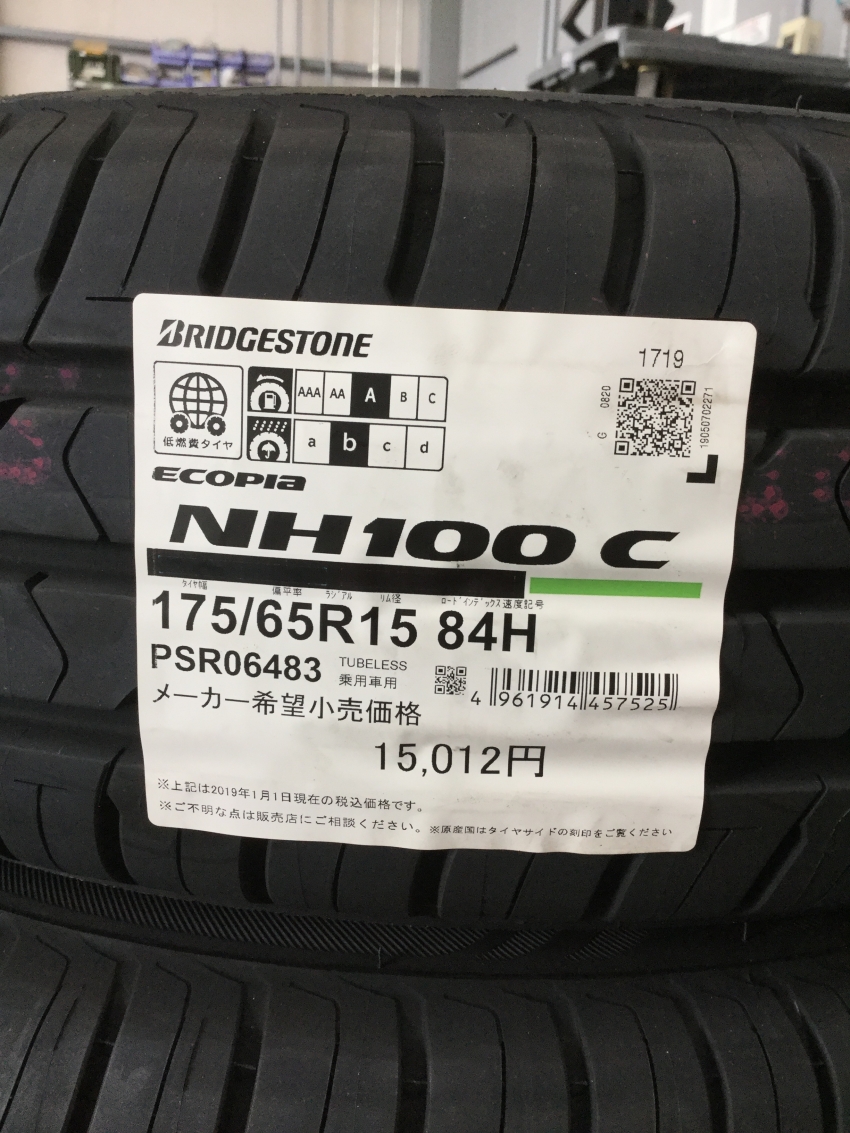 BRIDGESTONE
1719
低燃費タイヤ
AAA AA A B C
a b c d
G 0820
19050702271
ECOPIA
NH100 C
タイヤ幅 偏平率 ラジアル リム径 ロードインデックス 速度記号
175/65R15 84H
PSR06483
TUBELESS
乗用車用
4 961914 457525
メーカー希望小売価格
15,012円
※上記は2019年1月1日現在の税込価格です。
※ご不明な点は販売店にご相談ください。 ※原産国はタイヤサイドの刻印をご覧ください